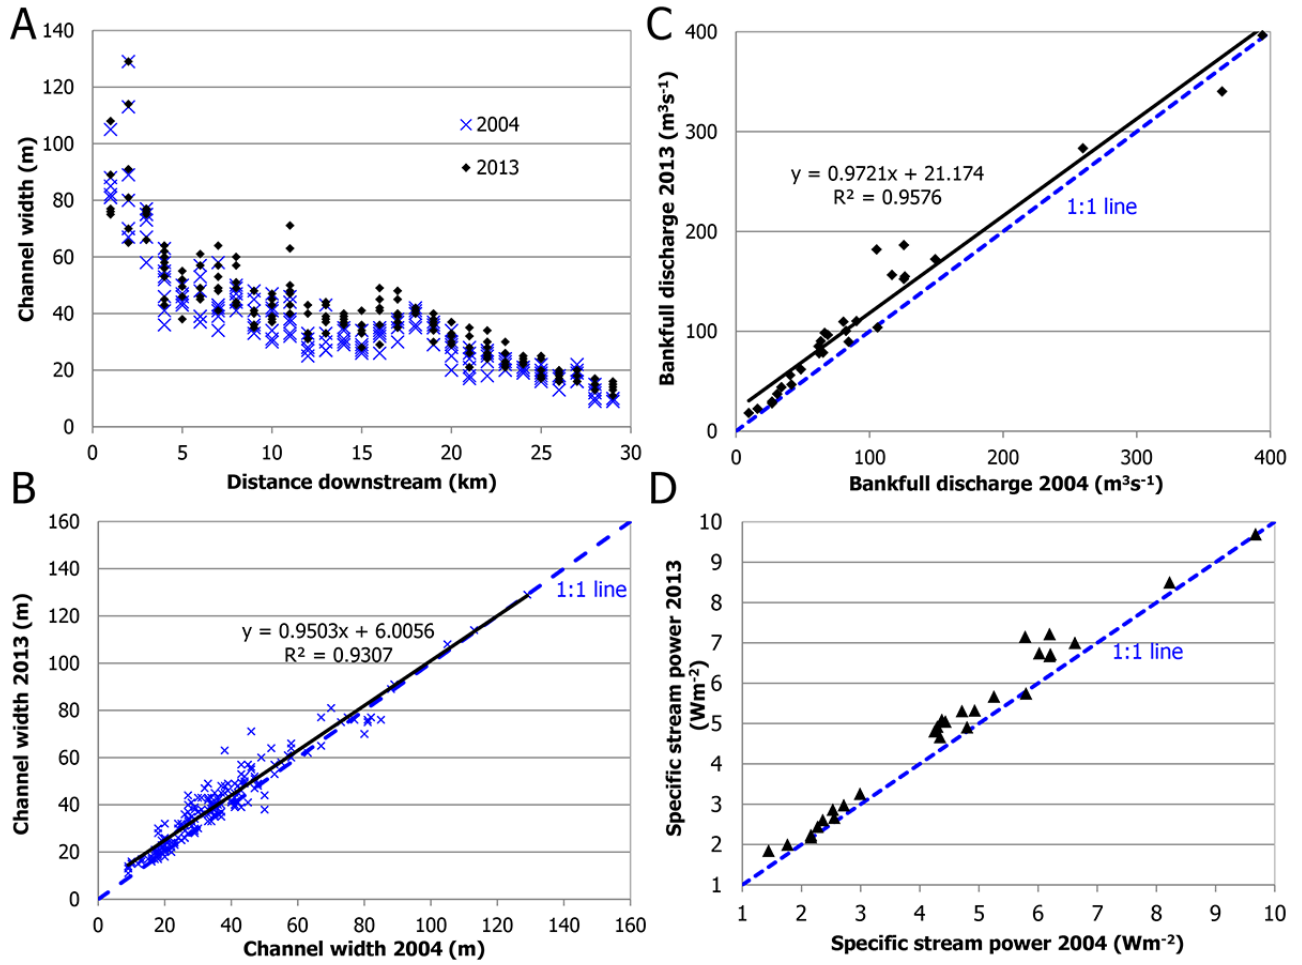 A
140
120
100
80
60
40
20
0
Channel width (m)
2004
2013
0 5 10 15 20 25 30
Distance downstream (km)
C
400
300
200
100
0
Bankfull discharge 2013 (m³s⁻¹)
y = 0.9721x + 21.174
R² = 0.9576
1:1 line
0 100 200 300 400
Bankfull discharge 2004 (m³s⁻¹)
B
160
140
120
100
80
60
40
20
0
Channel width 2013 (m)
y = 0.9503x + 6.0056
R² = 0.9307
1:1 line
0 20 40 60 80 100 120 140 160
Channel width 2004 (m)
D
10
9
8
7
6
5
4
3
2
1
Specific stream power 2013
(Wm⁻²)
1:1 line
1 2 3 4 5 6 7 8 9 10
Specific stream power 2004 (Wm⁻²)